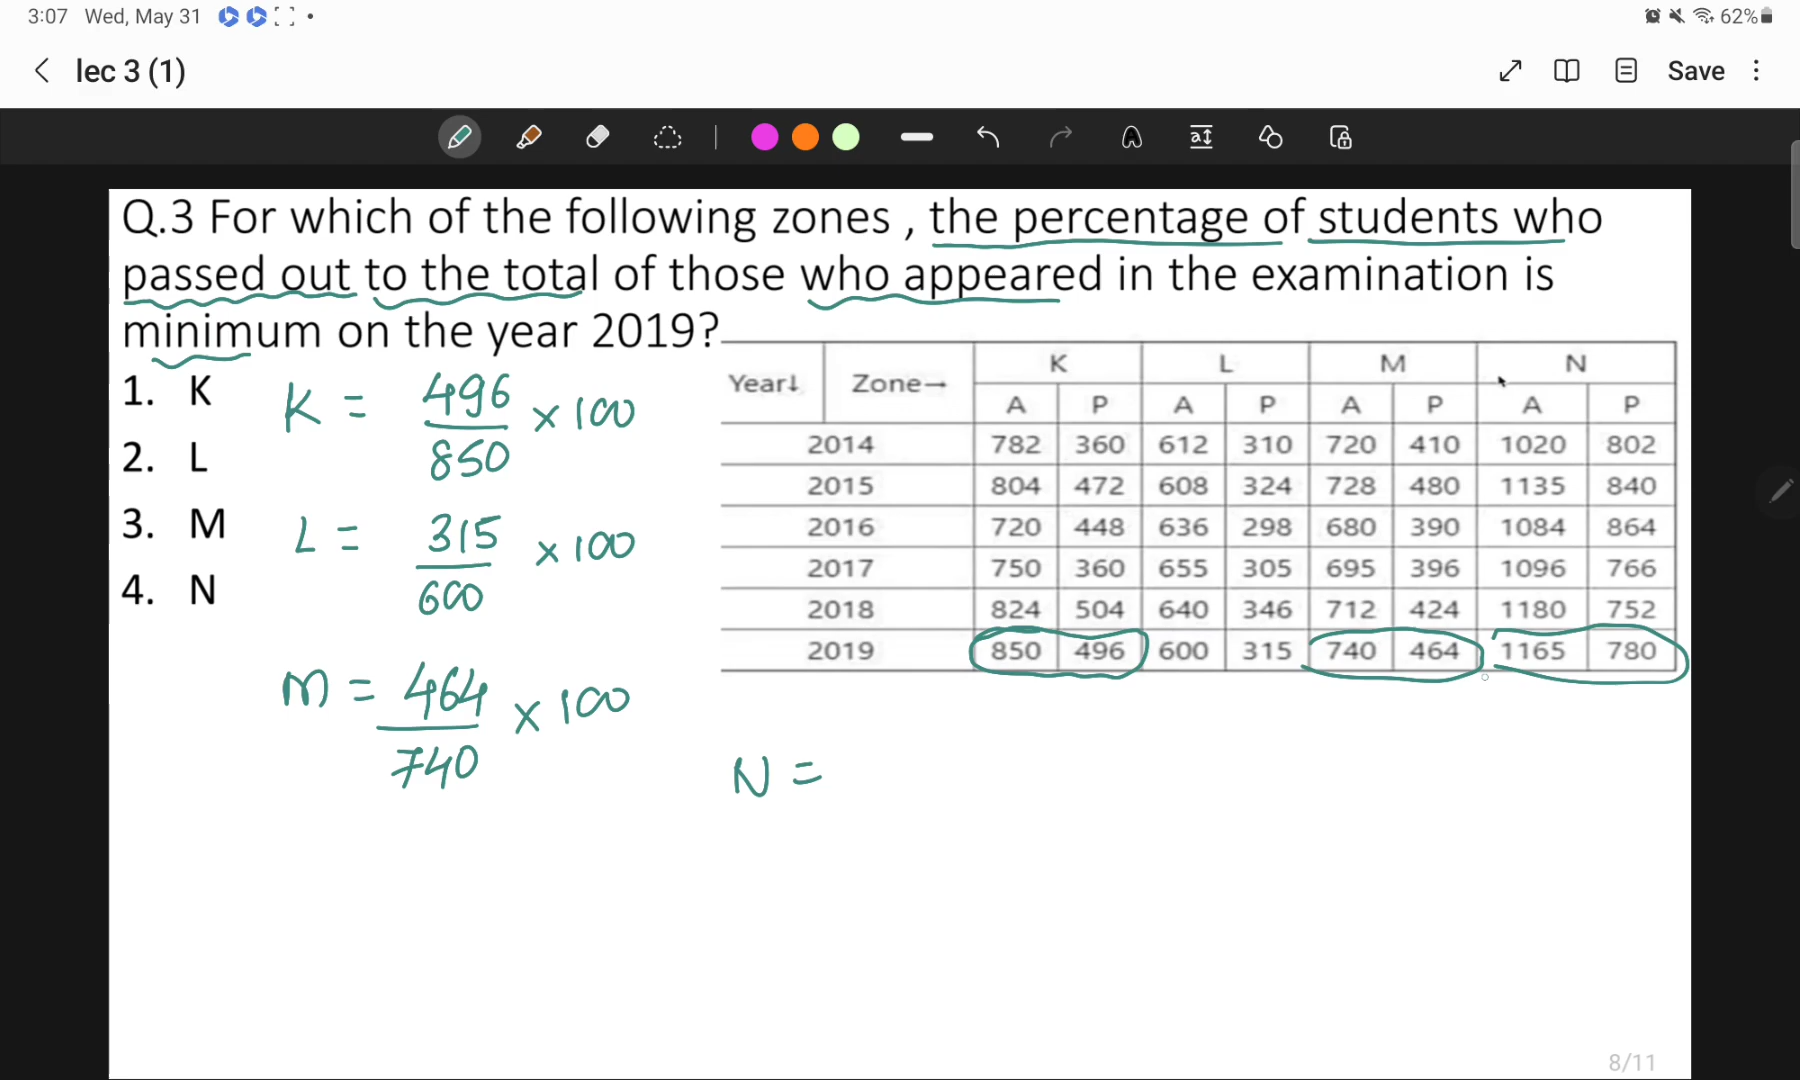 3:07 Wed, May 31
62%
lec 3 (1)
Save
Q.3 For which of the following zones , the percentage of students who
passed out to the total of those who appeared in the examination is
minimum on the year 2019?
1. K
2. L
3. M
4. N
K = 496/850 × 100
L = 315/600 × 100
M = 464/740 × 100
N =
Year↓ Zone→ K L M N
A P A P A P A P
2014 782 360 612 310 720 410 1020 802
2015 804 472 608 324 728 480 1135 840
2016 720 448 636 298 680 390 1084 864
2017 750 360 655 305 695 396 1096 766
2018 824 504 640 346 712 424 1180 752
2019 850 496 600 315 740 464 1165 780
8/11